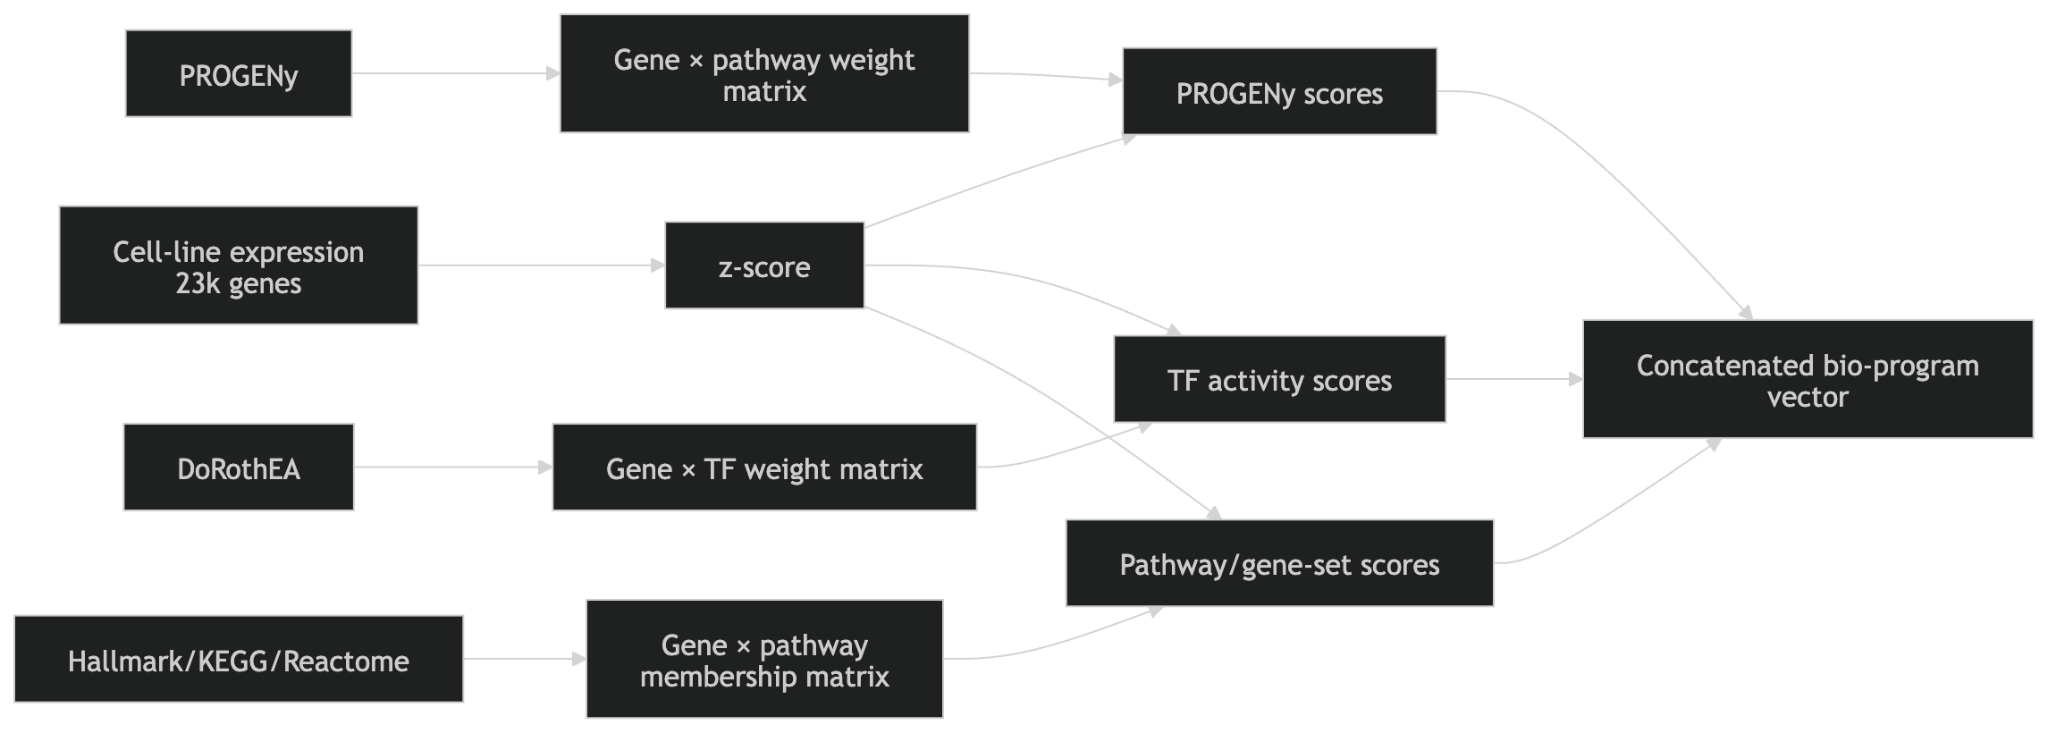 PROGENy
Gene × pathway weight
matrix
PROGENy scores
Cell-line expression
23k genes
z-score
TF activity scores
Concatenated bio-program
vector
DoRothEA
Gene × TF weight matrix
Pathway/gene-set scores
Hallmark/KEGG/Reactome
Gene × pathway
membership matrix